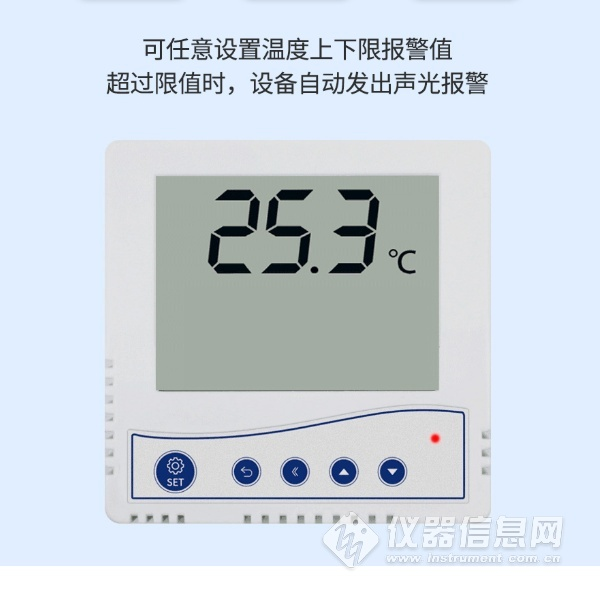 可任意设置温度上下限报警值
超过限值时，设备自动发出声光报警
25.3 ℃
SET
仪器信息网
www.instrument.com.cn